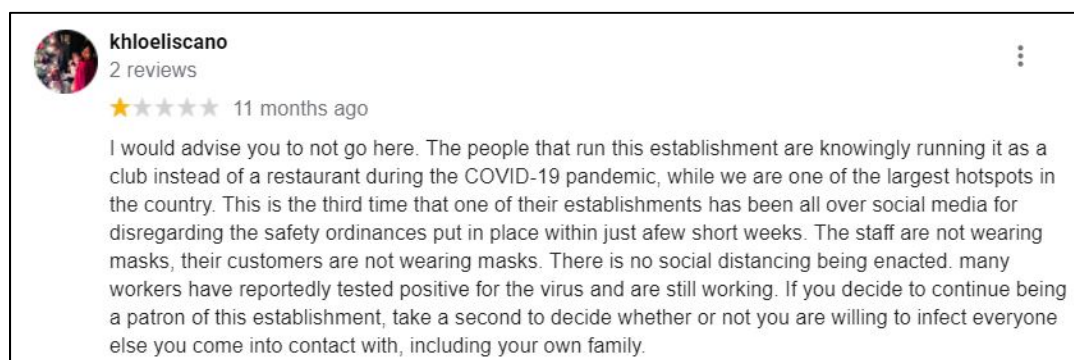 khloeliscano
2 reviews
11 months ago
I would advise you to not go here. The people that run this establishment are knowingly running it as a
club instead of a restaurant during the COVID-19 pandemic, while we are one of the largest hotspots in
the country. This is the third time that one of their establishments has been all over social media for
disregarding the safety ordinances put in place within just afew short weeks. The staff are not wearing
masks, their customers are not wearing masks. There is no social distancing being enacted. many
workers have reportedly tested positive for the virus and are still working. If you decide to continue being
a patron of this establishment, take a second to decide whether or not you are willing to infect everyone
else you come into contact with, including your own family.